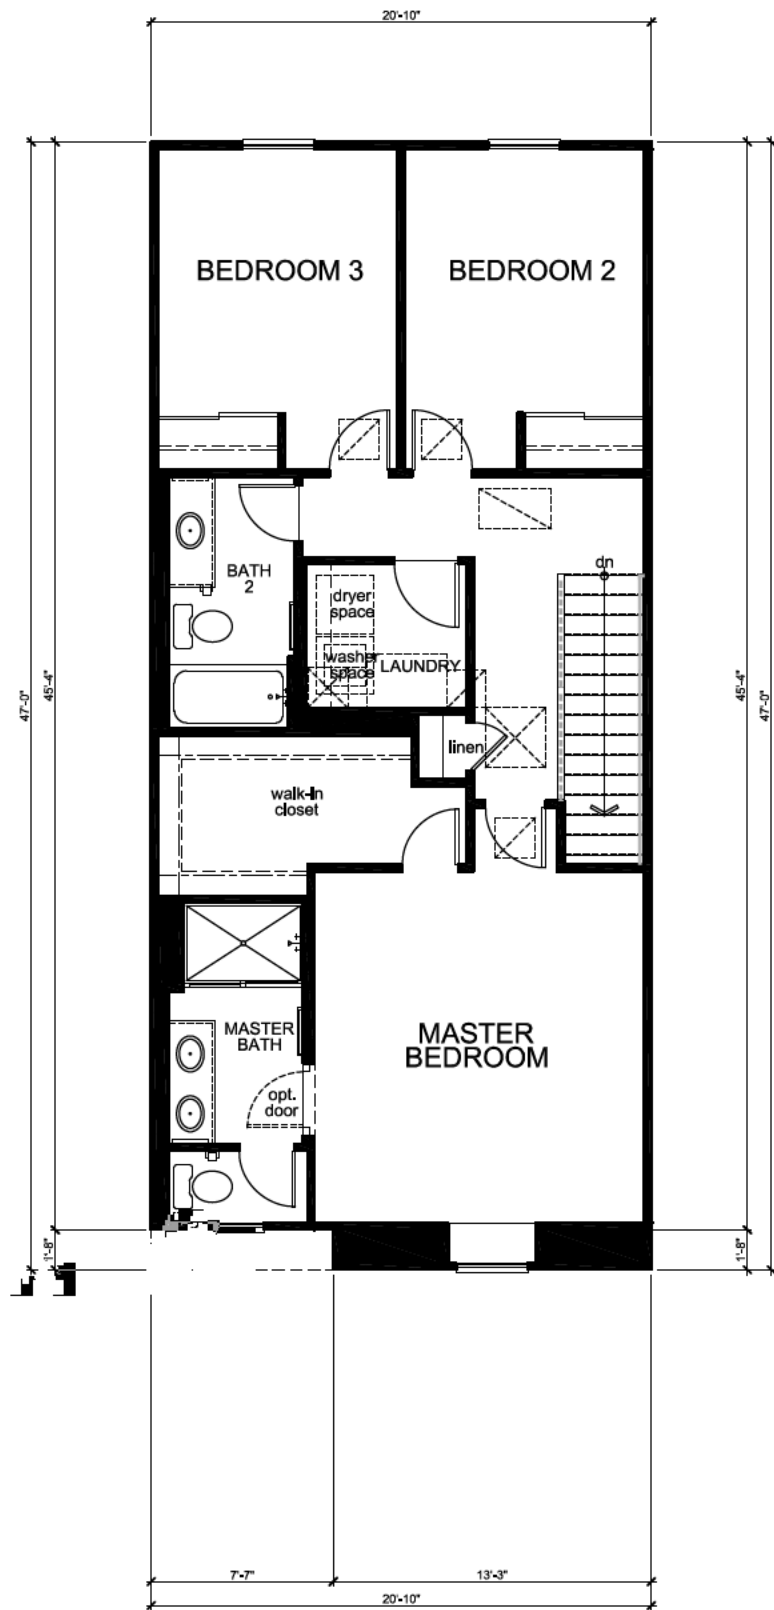 20'-10"
BEDROOM 3
BEDROOM 2
dn
BATH
2
dryer
space
washer
space
LAUNDRY
linen
walk-in
closet
47'-0"
45'-4"
45'-4"
47'-0"
MASTER
BATH
MASTER
BEDROOM
opt.
door
1'-8"
1'-8"
7'-7"
13'-3"
20'-10"